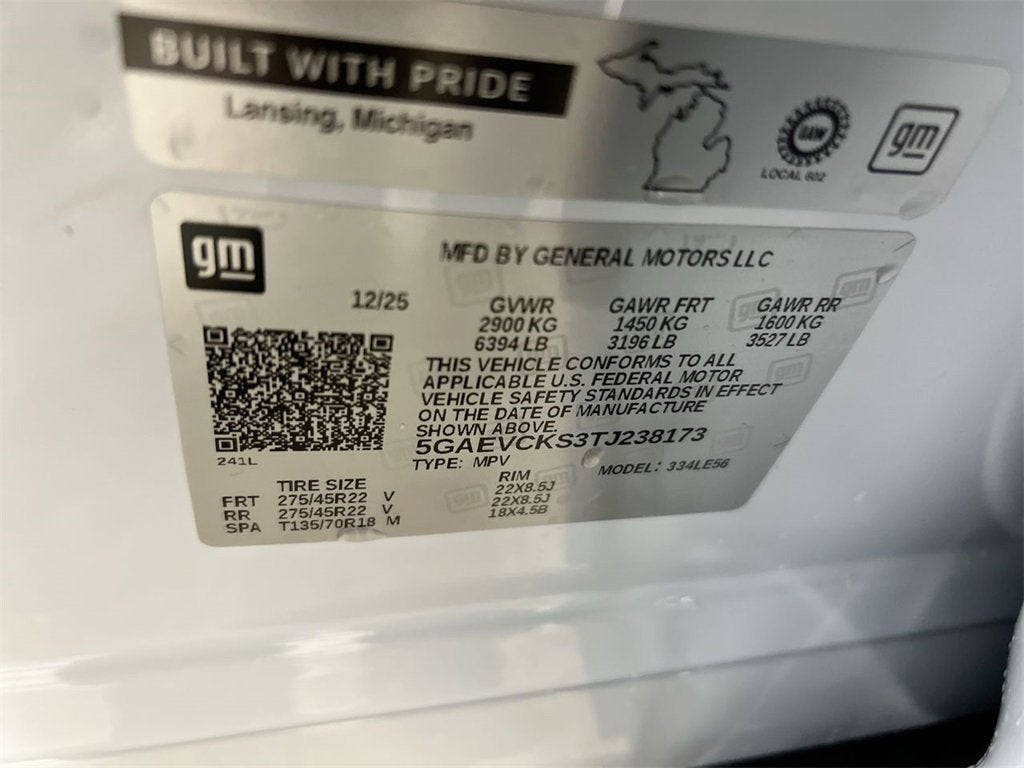 BUILT WITH PRIDE
Lansing, Michigan
UAW
LOCAL 602
gm
gm
MFD BY GENERAL MOTORS LLC
12/25
GVWR GAWR FRT GAWR RR
2900 KG 1450 KG 1600 KG
6394 LB 3196 LB 3527 LB
THIS VEHICLE CONFORMS TO ALL
APPLICABLE U.S. FEDERAL MOTOR
VEHICLE SAFETY STANDARDS IN EFFECT
ON THE DATE OF MANUFACTURE
SHOWN ABOVE.
5GAEVCKS3TJ238173
241L
TYPE: MPV MODEL: 334LE56
TIRE SIZE RIM
FRT 275/45R22 V 22X8.5J
RR 275/45R22 V 22X8.5J
SPA T135/70R18 M 18X4.5B